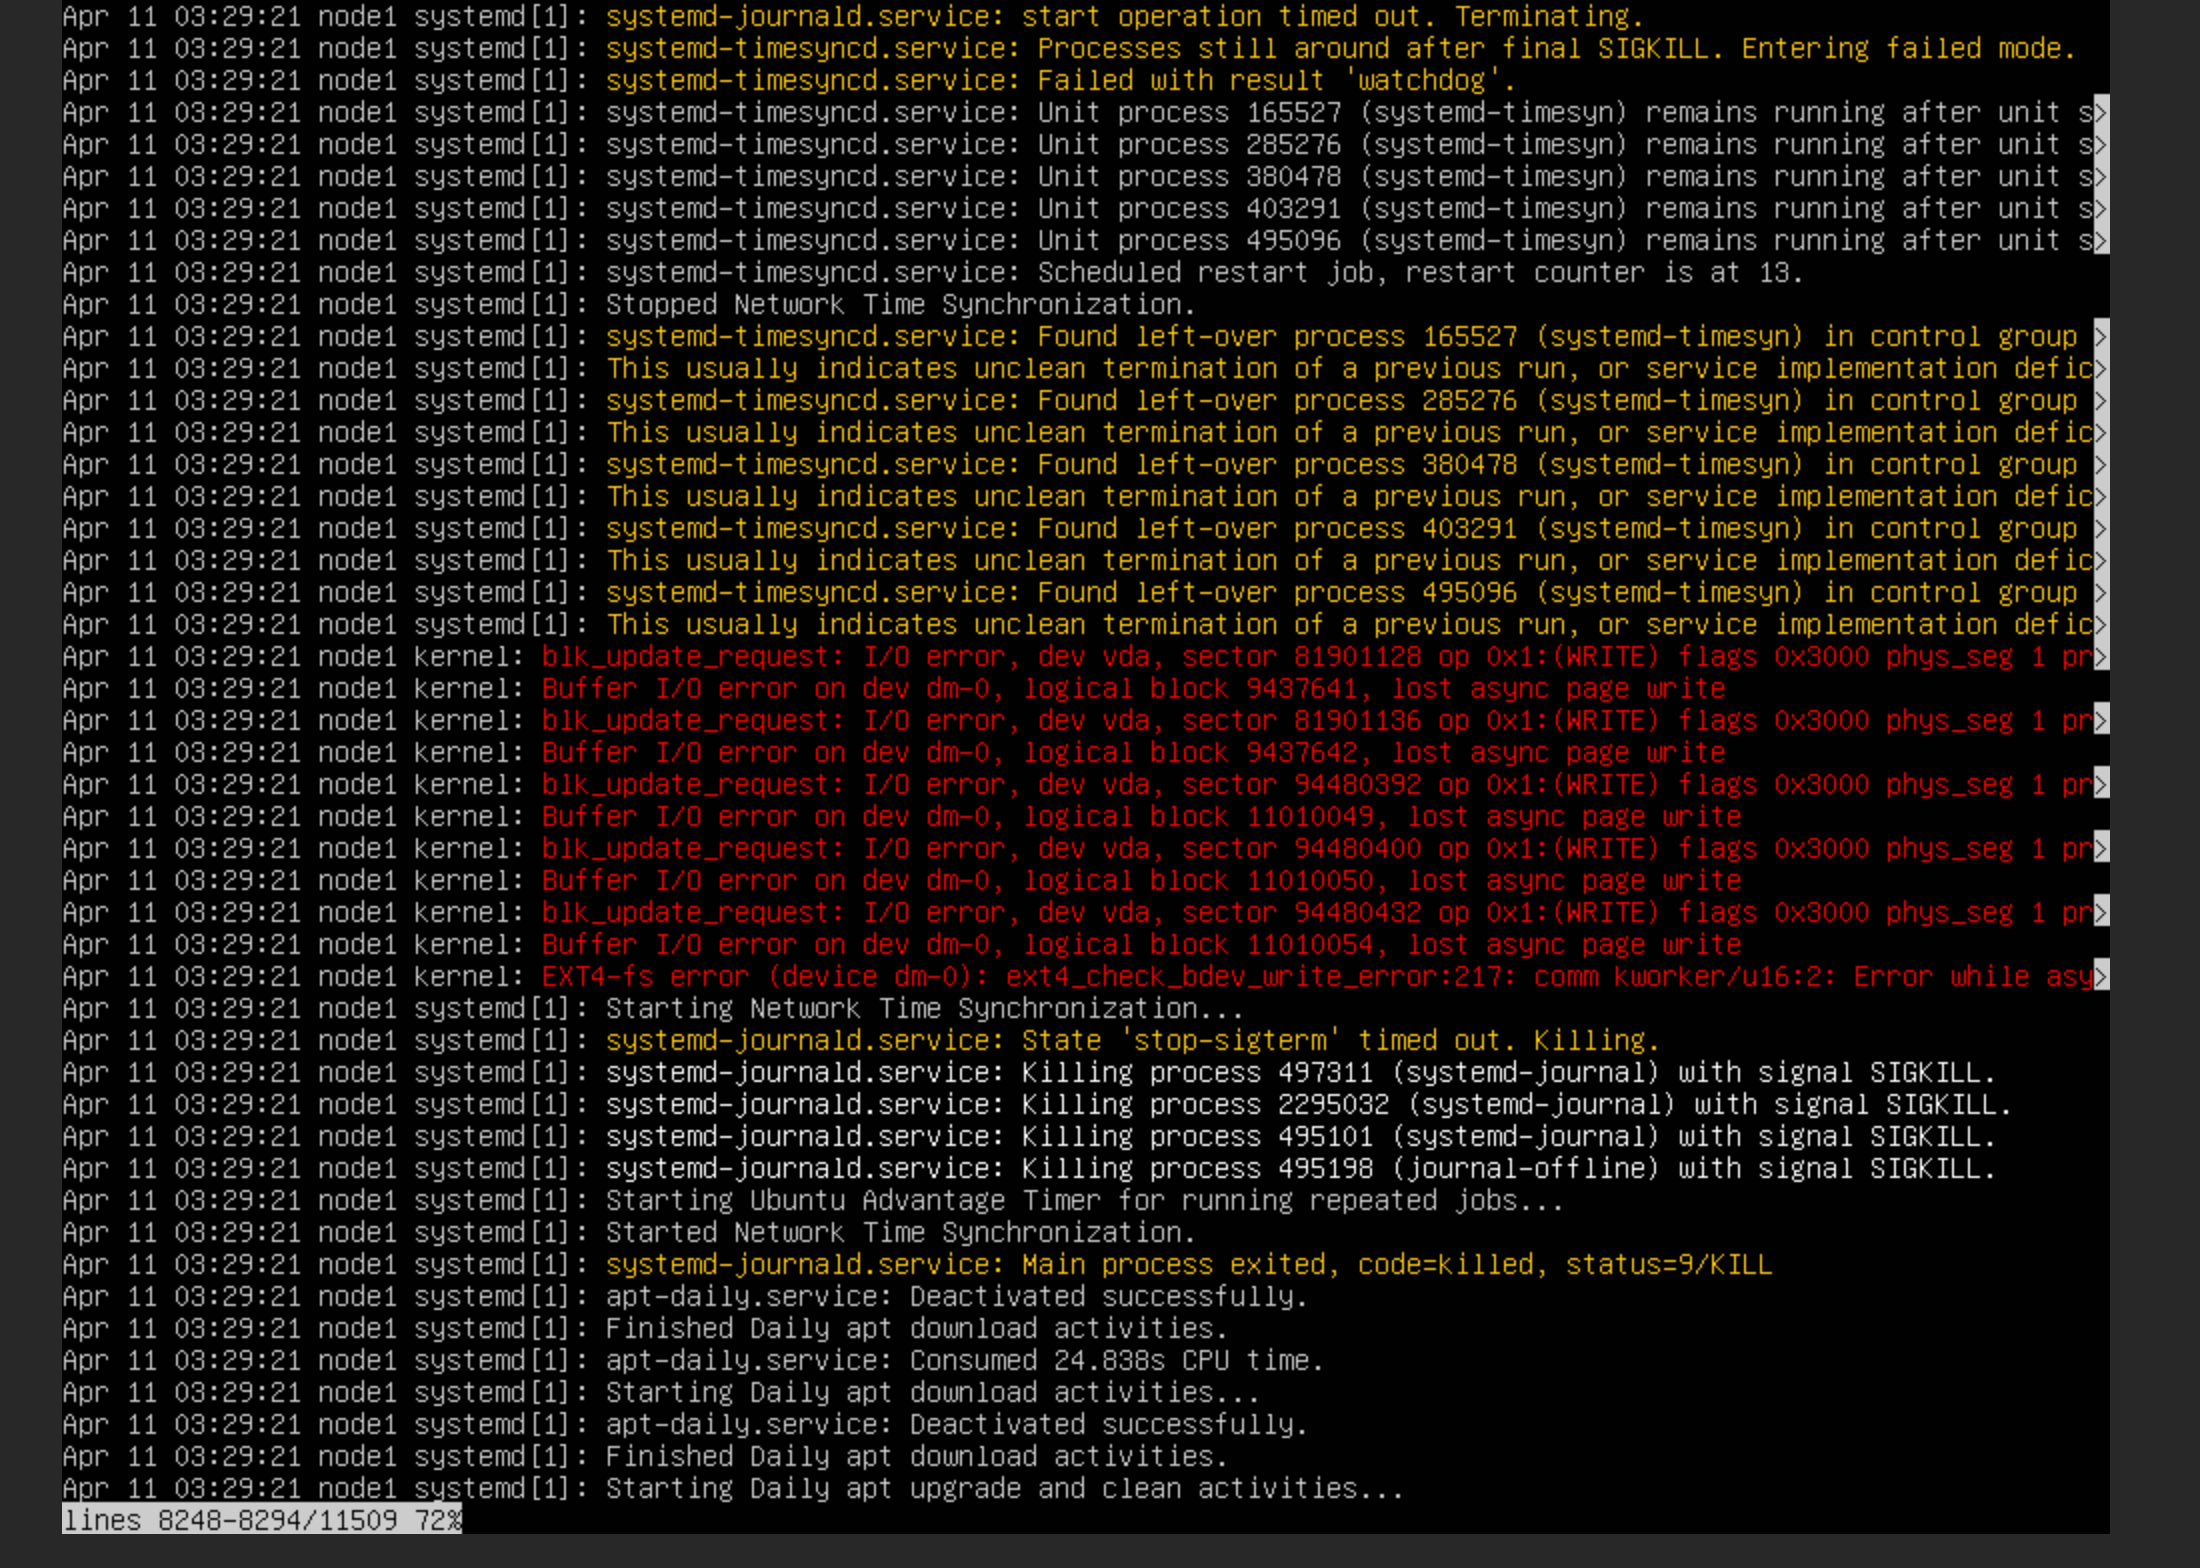 Apr 11 03:29:21 node1 systemd[1]: systemd-journald.service: start operation timed out. Terminating.
Apr 11 03:29:21 node1 systemd[1]: systemd-timesyncd.service: Processes still around after final SIGKILL. Entering failed mode.
Apr 11 03:29:21 node1 systemd[1]: systemd-timesyncd.service: Failed with result 'watchdog'.
Apr 11 03:29:21 node1 systemd[1]: systemd-timesyncd.service: Unit process 165527 (systemd-timesyn) remains running after unit s>
Apr 11 03:29:21 node1 systemd[1]: systemd-timesyncd.service: Unit process 285276 (systemd-timesyn) remains running after unit s>
Apr 11 03:29:21 node1 systemd[1]: systemd-timesyncd.service: Unit process 380478 (systemd-timesyn) remains running after unit s>
Apr 11 03:29:21 node1 systemd[1]: systemd-timesyncd.service: Unit process 403291 (systemd-timesyn) remains running after unit s>
Apr 11 03:29:21 node1 systemd[1]: systemd-timesyncd.service: Unit process 495096 (systemd-timesyn) remains running after unit s>
Apr 11 03:29:21 node1 systemd[1]: systemd-timesyncd.service: Scheduled restart job, restart counter is at 13.
Apr 11 03:29:21 node1 systemd[1]: Stopped Network Time Synchronization.
Apr 11 03:29:21 node1 systemd[1]: systemd-timesyncd.service: Found left-over process 165527 (systemd-timesyn) in control group >
Apr 11 03:29:21 node1 systemd[1]: This usually indicates unclean termination of a previous run, or service implementation defic>
Apr 11 03:29:21 node1 systemd[1]: systemd-timesyncd.service: Found left-over process 285276 (systemd-timesyn) in control group >
Apr 11 03:29:21 node1 systemd[1]: This usually indicates unclean termination of a previous run, or service implementation defic>
Apr 11 03:29:21 node1 systemd[1]: systemd-timesyncd.service: Found left-over process 380478 (systemd-timesyn) in control group >
Apr 11 03:29:21 node1 systemd[1]: This usually indicates unclean termination of a previous run, or service implementation defic>
Apr 11 03:29:21 node1 systemd[1]: systemd-timesyncd.service: Found left-over process 403291 (systemd-timesyn) in control group >
Apr 11 03:29:21 node1 systemd[1]: This usually indicates unclean termination of a previous run, or service implementation defic>
Apr 11 03:29:21 node1 systemd[1]: systemd-timesyncd.service: Found left-over process 495096 (systemd-timesyn) in control group >
Apr 11 03:29:21 node1 systemd[1]: This usually indicates unclean termination of a previous run, or service implementation defic>
Apr 11 03:29:21 node1 kernel: blk_update_request: I/O error, dev vda, sector 81901128 op 0x1:(WRITE) flags 0x3000 phys_seg 1 pr>
Apr 11 03:29:21 node1 kernel: Buffer I/O error on dev dm-0, logical block 9437641, lost async page write
Apr 11 03:29:21 node1 kernel: blk_update_request: I/O error, dev vda, sector 81901136 op 0x1:(WRITE) flags 0x3000 phys_seg 1 pr>
Apr 11 03:29:21 node1 kernel: Buffer I/O error on dev dm-0, logical block 9437642, lost async page write
Apr 11 03:29:21 node1 kernel: blk_update_request: I/O error, dev vda, sector 94480392 op 0x1:(WRITE) flags 0x3000 phys_seg 1 pr>
Apr 11 03:29:21 node1 kernel: Buffer I/O error on dev dm-0, logical block 11010049, lost async page write
Apr 11 03:29:21 node1 kernel: blk_update_request: I/O error, dev vda, sector 94480400 op 0x1:(WRITE) flags 0x3000 phys_seg 1 pr>
Apr 11 03:29:21 node1 kernel: Buffer I/O error on dev dm-0, logical block 11010050, lost async page write
Apr 11 03:29:21 node1 kernel: blk_update_request: I/O error, dev vda, sector 94480432 op 0x1:(WRITE) flags 0x3000 phys_seg 1 pr>
Apr 11 03:29:21 node1 kernel: Buffer I/O error on dev dm-0, logical block 11010054, lost async page write
Apr 11 03:29:21 node1 kernel: EXT4-fs error (device dm-0): ext4_check_bdev_write_error:217: comm kworker/u16:2: Error while asy>
Apr 11 03:29:21 node1 systemd[1]: Starting Network Time Synchronization...
Apr 11 03:29:21 node1 systemd[1]: systemd-journald.service: State 'stop-sigterm' timed out. Killing.
Apr 11 03:29:21 node1 systemd[1]: systemd-journald.service: Killing process 497311 (systemd-journal) with signal SIGKILL.
Apr 11 03:29:21 node1 systemd[1]: systemd-journald.service: Killing process 2295032 (systemd-journal) with signal SIGKILL.
Apr 11 03:29:21 node1 systemd[1]: systemd-journald.service: Killing process 495101 (systemd-journal) with signal SIGKILL.
Apr 11 03:29:21 node1 systemd[1]: systemd-journald.service: Killing process 495198 (journal-offline) with signal SIGKILL.
Apr 11 03:29:21 node1 systemd[1]: Starting Ubuntu Advantage Timer for running repeated jobs...
Apr 11 03:29:21 node1 systemd[1]: Started Network Time Synchronization.
Apr 11 03:29:21 node1 systemd[1]: systemd-journald.service: Main process exited, code=killed, status=9/KILL
Apr 11 03:29:21 node1 systemd[1]: apt-daily.service: Deactivated successfully.
Apr 11 03:29:21 node1 systemd[1]: Finished Daily apt download activities.
Apr 11 03:29:21 node1 systemd[1]: apt-daily.service: Consumed 24.838s CPU time.
Apr 11 03:29:21 node1 systemd[1]: Starting Daily apt download activities...
Apr 11 03:29:21 node1 systemd[1]: apt-daily.service: Deactivated successfully.
Apr 11 03:29:21 node1 systemd[1]: Finished Daily apt download activities.
Apr 11 03:29:21 node1 systemd[1]: Starting Daily apt upgrade and clean activities...
lines 8248-8294/11509 72%